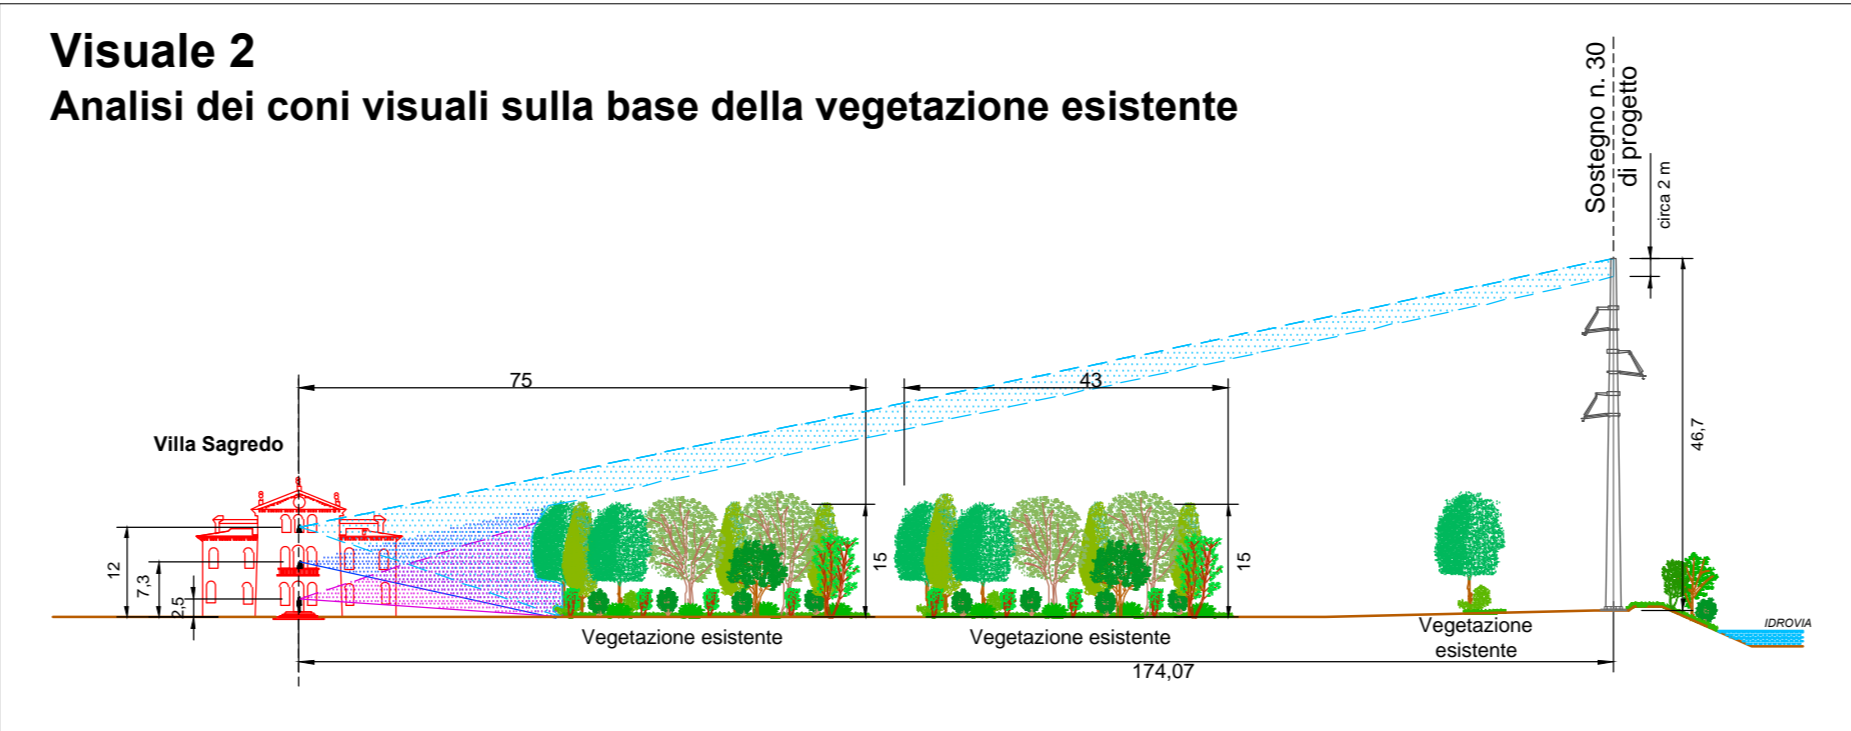 Visuale 2
Analisi dei coni visuali sulla base della vegetazione esistente
Sostegno n. 30
di progetto
circa 2 m
75
43
Villa Sagredo
46,7
12
7,3
2,5
15
15
Vegetazione esistente
Vegetazione esistente
Vegetazione
esistente
IDROVIA
174,07